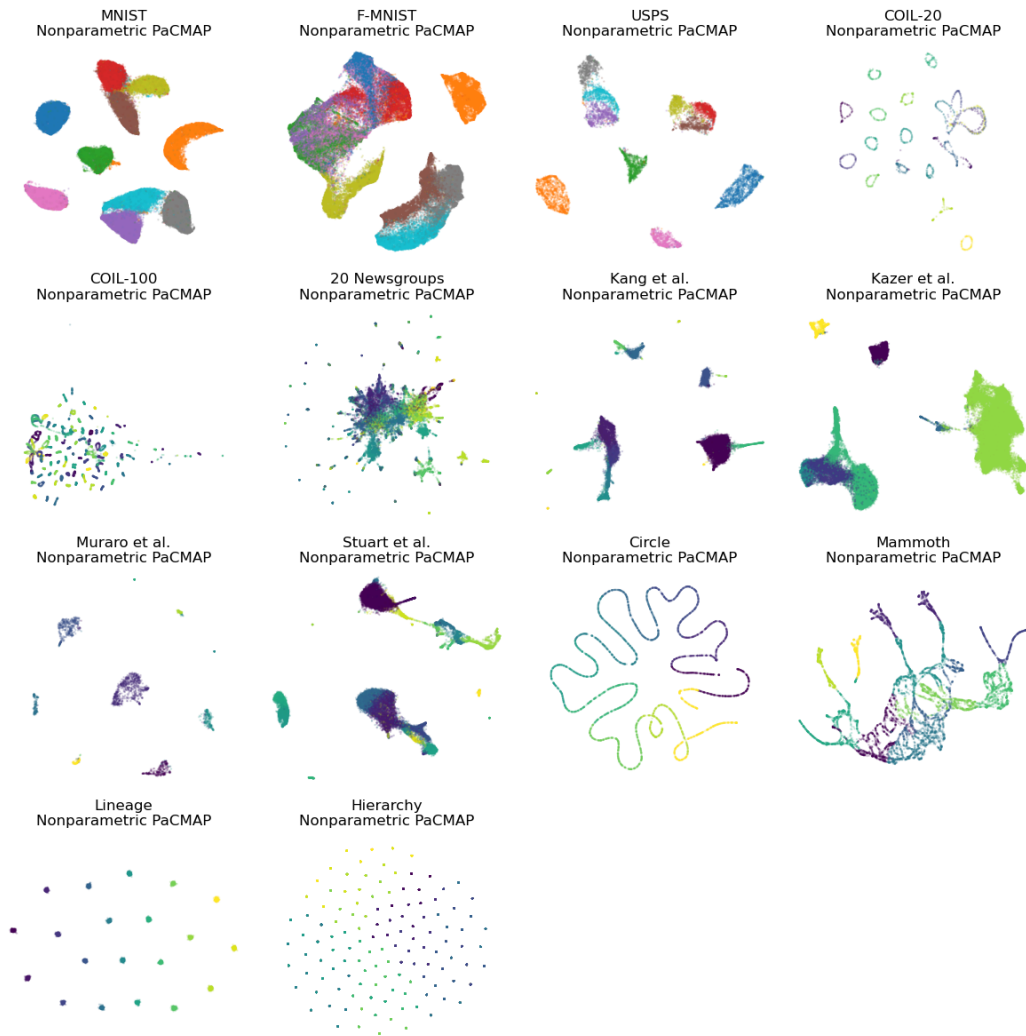 MNIST
Nonparametric PaCMAP
F-MNIST
Nonparametric PaCMAP
USPS
Nonparametric PaCMAP
COIL-20
Nonparametric PaCMAP
COIL-100
Nonparametric PaCMAP
20 Newsgroups
Nonparametric PaCMAP
Kang et al.
Nonparametric PaCMAP
Kazer et al.
Nonparametric PaCMAP
Muraro et al.
Nonparametric PaCMAP
Stuart et al.
Nonparametric PaCMAP
Circle
Nonparametric PaCMAP
Mammoth
Nonparametric PaCMAP
Lineage
Nonparametric PaCMAP
Hierarchy
Nonparametric PaCMAP